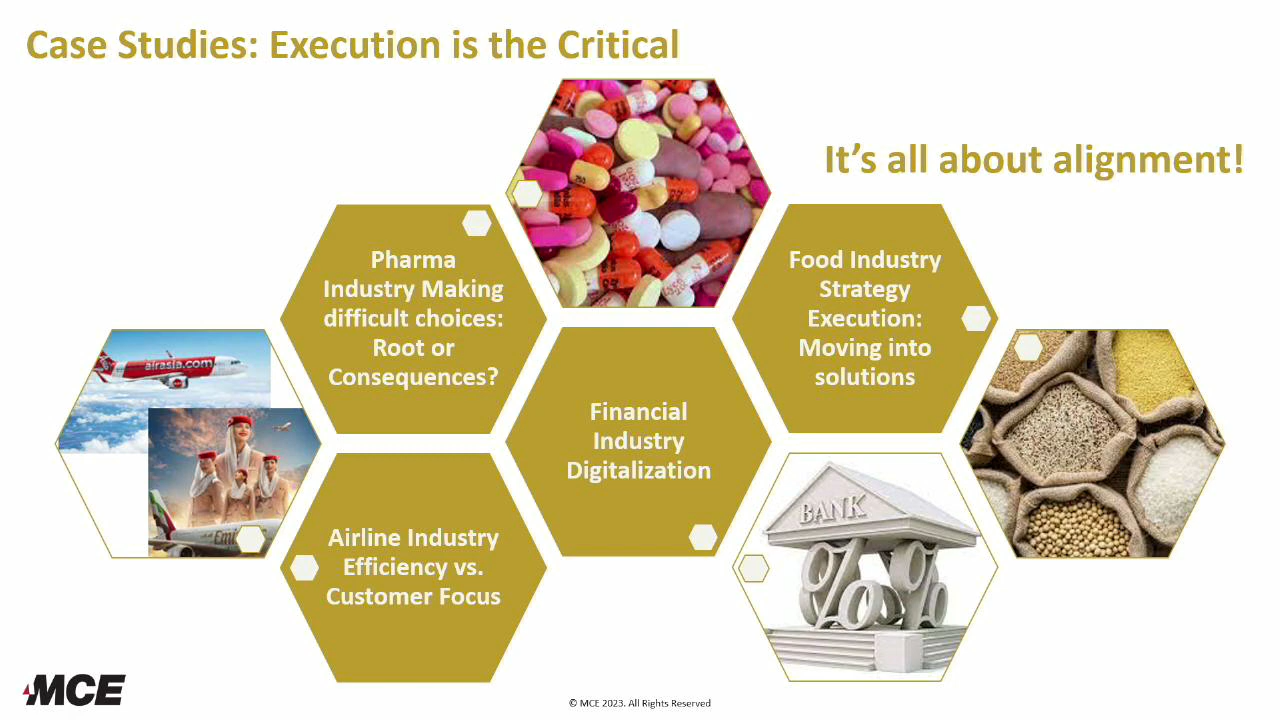 Case Studies: Execution is the Critical
It's all about alignment!
Pharma
Industry Making
difficult choices:
Root or
Consequences?
Food Industry
Strategy
Execution:
Moving into
solutions
airasia.com
Financial
Industry
Digitalization
BANK
Airline Industry
Efficiency vs.
Customer Focus
MCE
© MCE 2023. All Rights Reserved